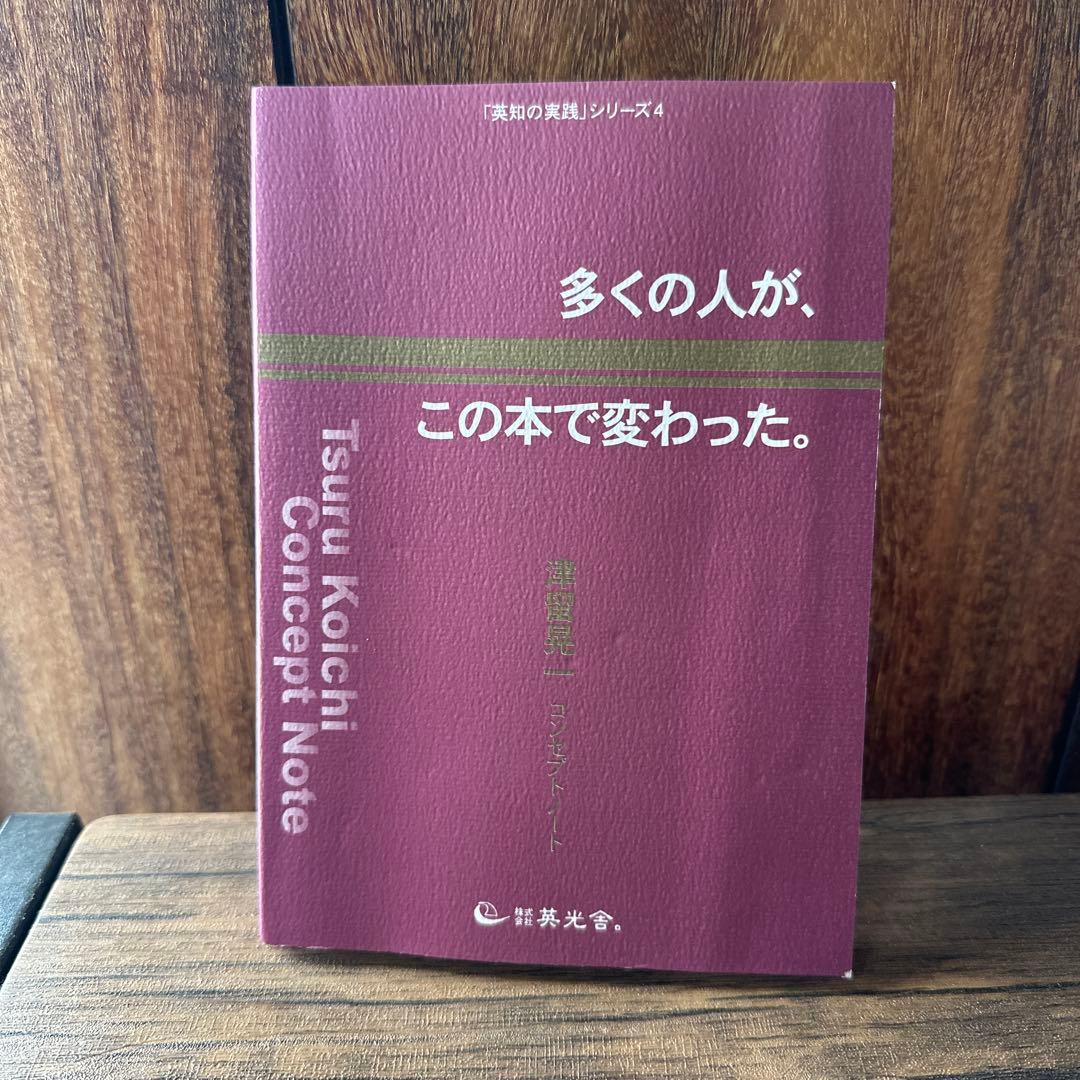 「英知の実践」シリーズ4
多くの人が、
この本で変わった。
Tsuru Koichi
Concept Note
津留晃一 コンセプトノート
株式会社 英光舎。